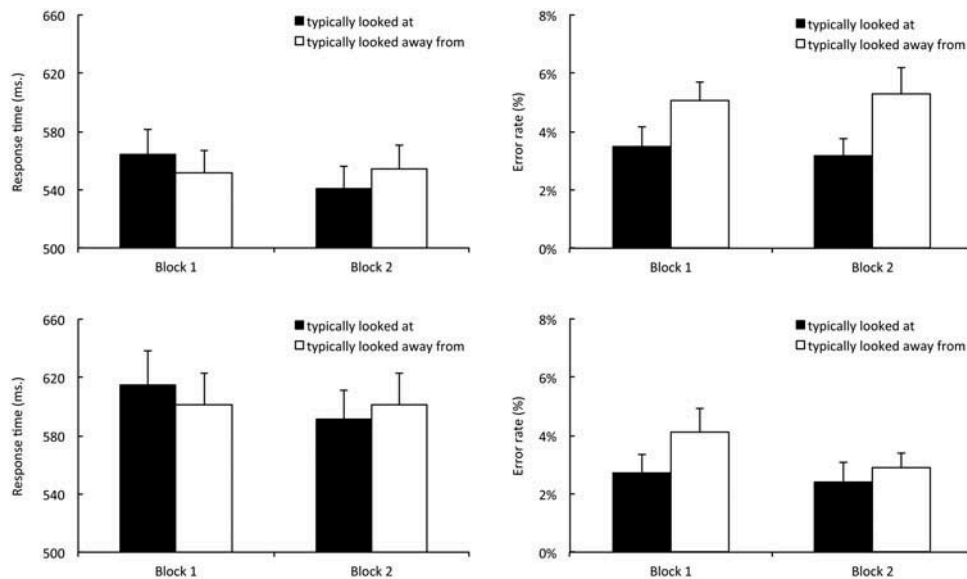 660
620
580
540
500
Response time (ms.)
typically looked at
typically looked away from
Block 1
Block 2
8%
6%
4%
2%
0%
Error rate (%)
typically looked at
typically looked away from
Block 1
Block 2
660
620
580
540
500
Response time (ms.)
typically looked at
typically looked away from
Block 1
Block 2
8%
6%
4%
2%
0%
Error rate (%)
typically looked at
typically looked away from
Block 1
Block 2